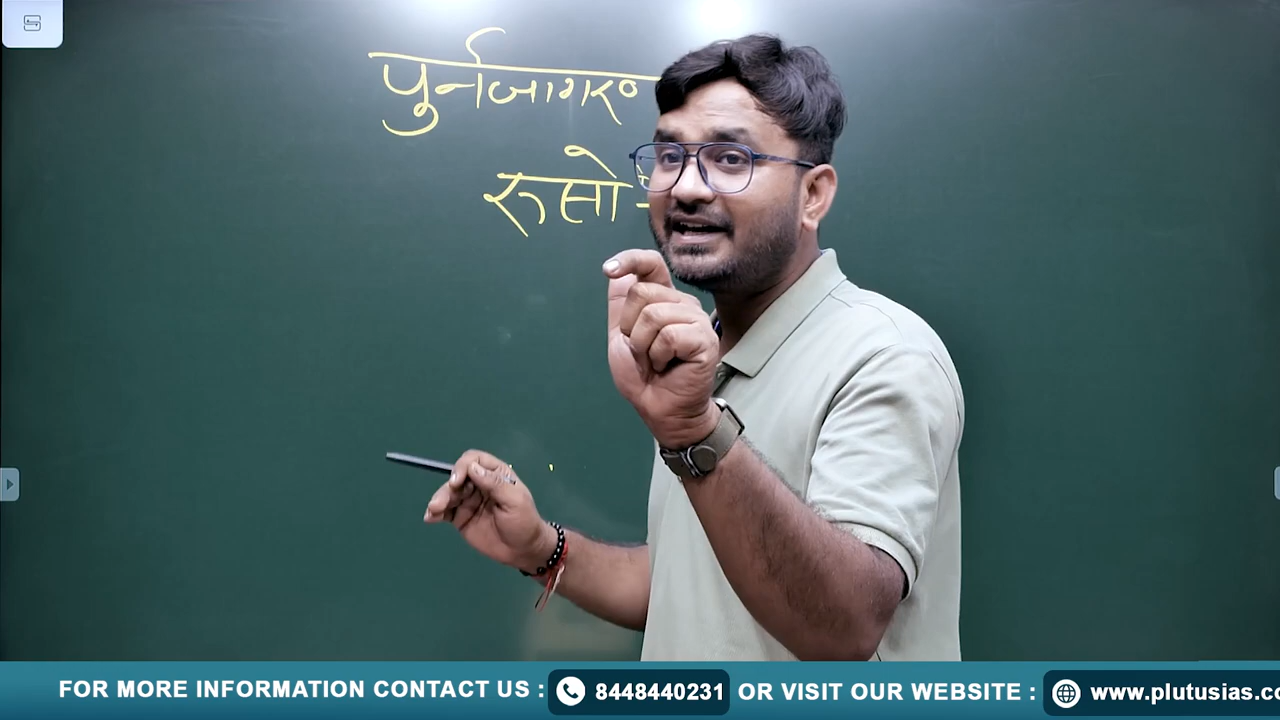 पुर्नजागरण
रूसो-
FOR MORE INFORMATION CONTACT US : 8448440231 OR VISIT OUR WEBSITE : www.plutusias.co